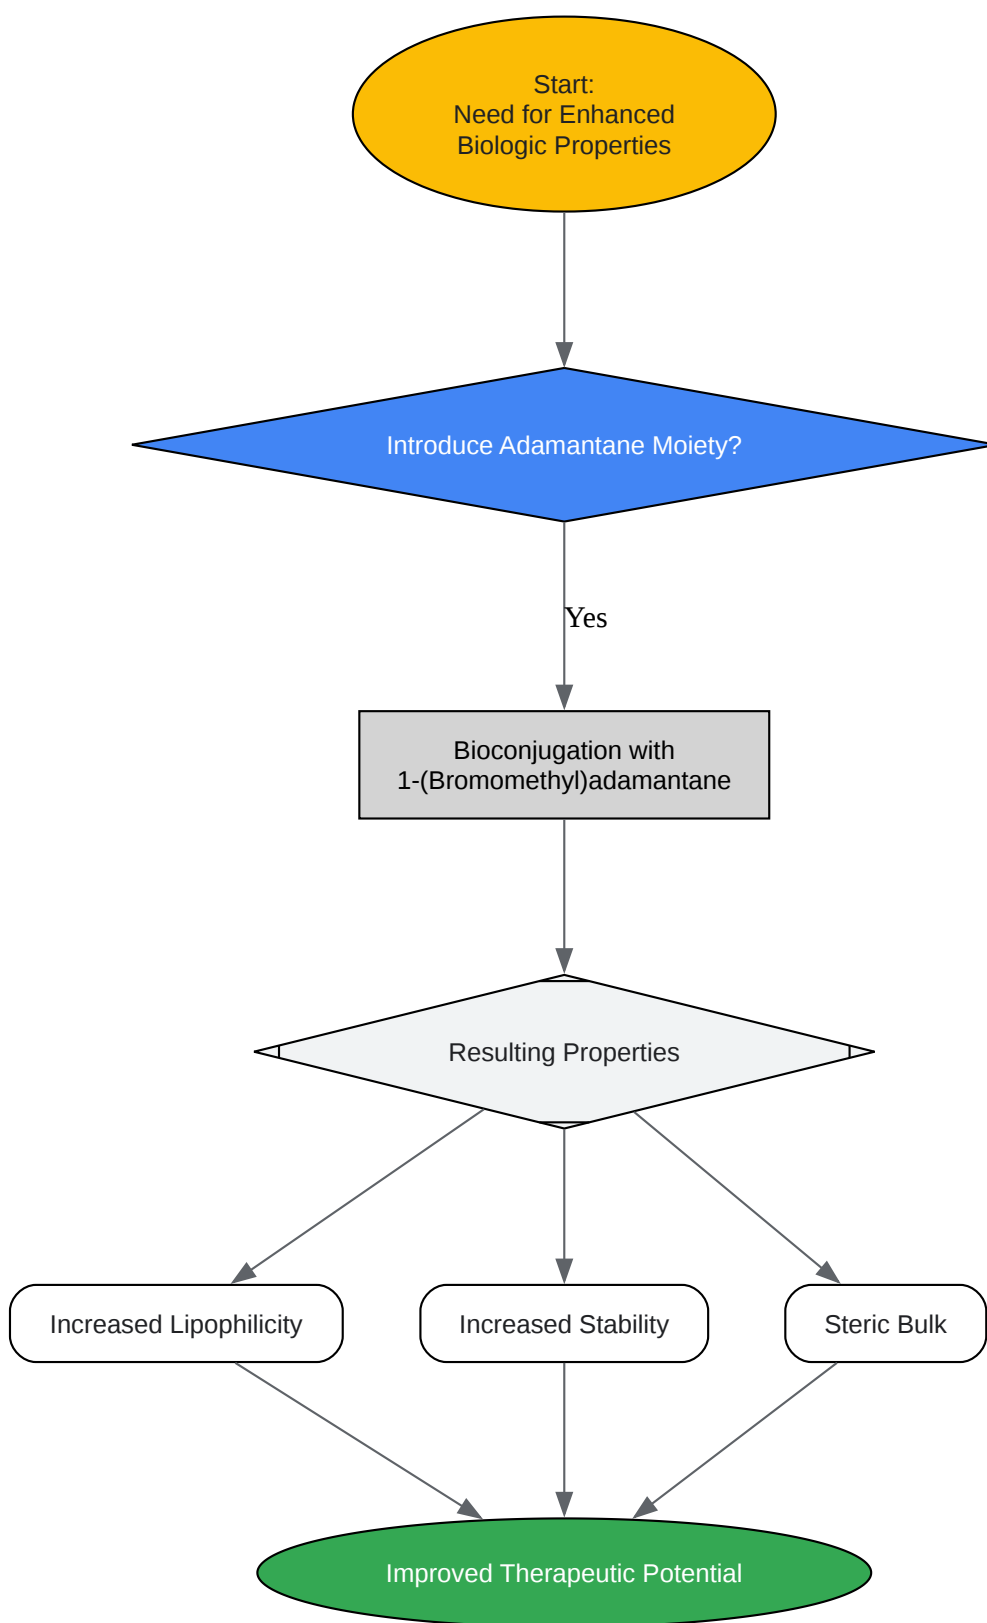 Start:
Need for Enhanced
Biologic Properties
Introduce Adamantane Moiety?
Yes
Bioconjugation with
1-(Bromomethyl)adamantane
Resulting Properties
Increased Lipophilicity
Increased Stability
Steric Bulk
Improved Therapeutic Potential